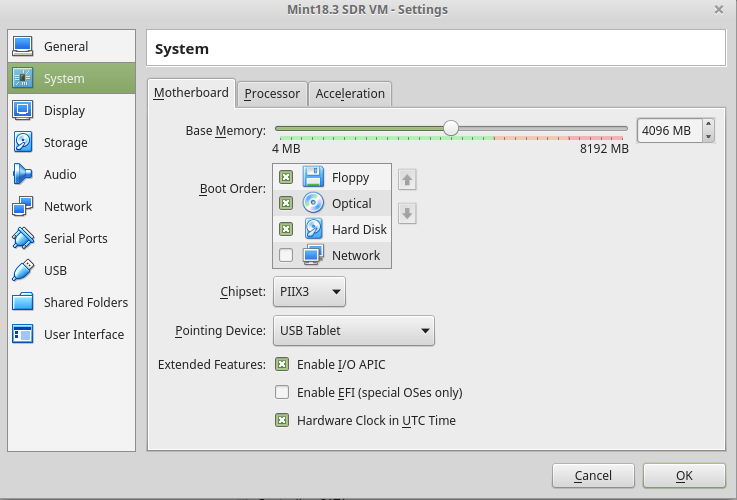 Mint18.3 SDR VM - Settings
General
System
Display
Storage
Audio
Network
Serial Ports
USB
Shared Folders
User Interface
System
Motherboard Processor Acceleration
Base Memory: 4096 MB
4 MB 8192 MB
Boot Order: Floppy
Optical
Hard Disk
Network
Chipset: PIIX3
Pointing Device: USB Tablet
Extended Features: Enable I/O APIC
Enable EFI (special OSes only)
Hardware Clock in UTC Time
Cancel OK